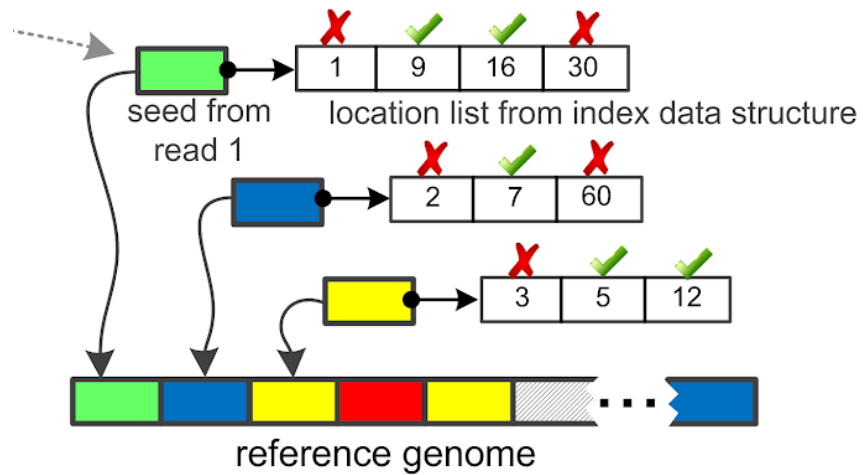 1 9 16 30
seed from location list from index data structure
read 1
2 7 60
3 5 12
reference genome